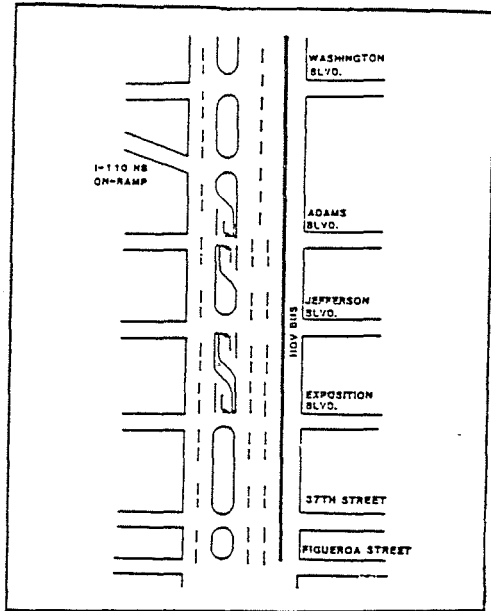 WASHINGTON
BLVD.
I-110 NB
ON-RAMP
ADAMS
BLVD.
JEFFERSON
BLVD.
HOV BUS
EXPOSITION
BLVD.
37TH STREET
FIGUEROA STREET